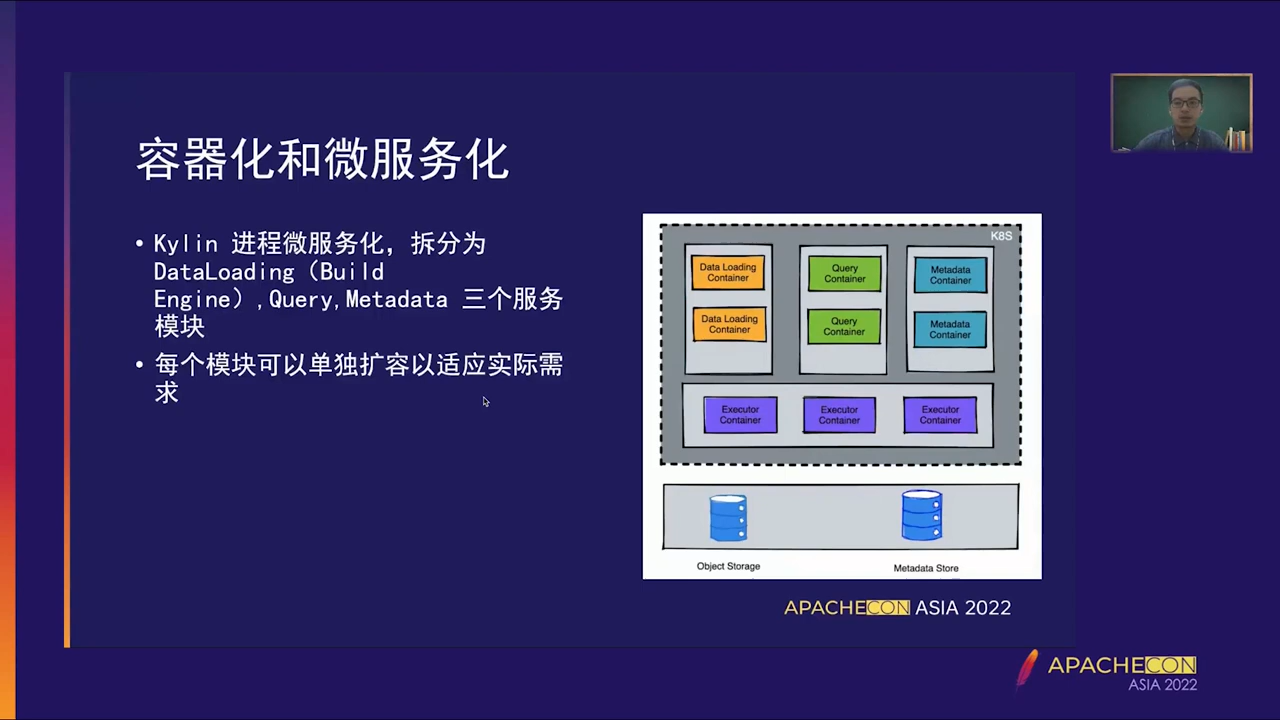 容器化和微服务化
• Kylin 进程微服务化，拆分为
DataLoading（Build
Engine）,Query,Metadata 三个服务
模块
• 每个模块可以单独扩容以适应实际需
求
K8S
Data Loading
Container
Query
Container
Metadata
Container
Data Loading
Container
Query
Container
Metadata
Container
Executor
Container
Executor
Container
Executor
Container
Object Storage
Metadata Store
APACHECON ASIA 2022
APACHECON
ASIA 2022